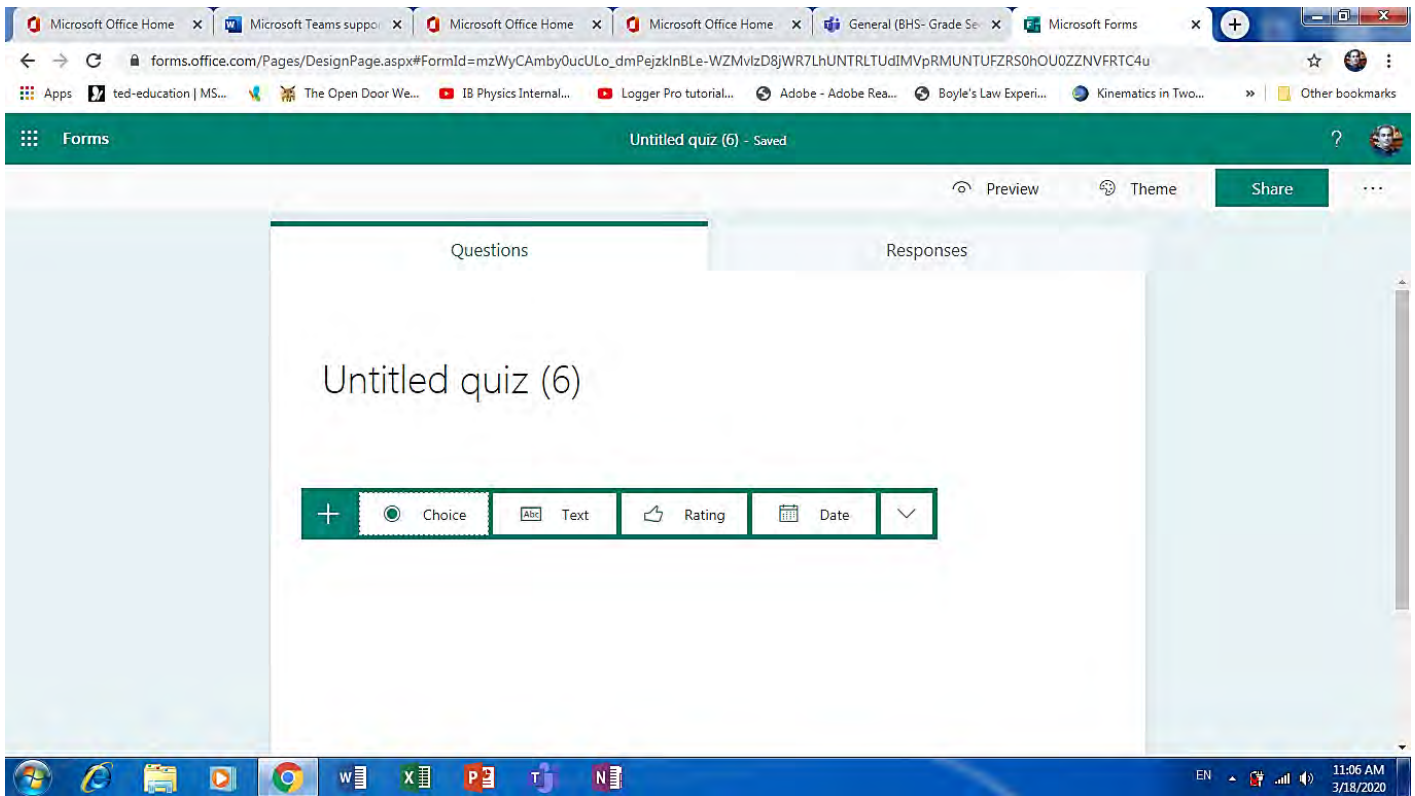 Microsoft Office Home Microsoft Teams suppo Microsoft Office Home Microsoft Office Home General (BHS- Grade Se Microsoft Forms
forms.office.com/Pages/DesignPage.aspx#FormId=mzWyCAmby0ucULo_dmPejzklnBLe-WZMvlzD8jWR7LhUNTRLTUdIMVpRMUNTUFZRS0hOU0ZZNVFRTC4u
Apps ted-education | MS... The Open Door We... IB Physics Internal... Logger Pro tutorial... Adobe - Adobe Rea... Boyle's Law Experi... Kinematics in Two... » Other bookmarks
Forms Untitled quiz (6) - Saved ?
Preview Theme Share ...
Questions Responses
Untitled quiz (6)
Choice Abc Text Rating Date
EN 11:06 AM
3/18/2020